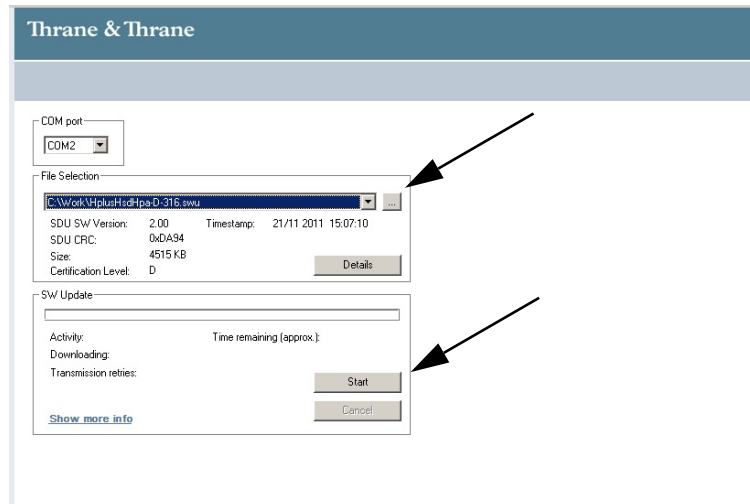 Thrane & Thrane
COM port
COM2
File Selection
C:\Work\HplusHsdHpa-D-316.swu ...
SDU SW Version: 2.00 Timestamp: 21/11 2011 15:07:10
SDU CRC: 0xDA94
Size: 4515 KB
Certification Level: D
Details
SW Update
Activity: Time remaining (approx.):
Downloading:
Transmission retries:
Start
Cancel
Show more info